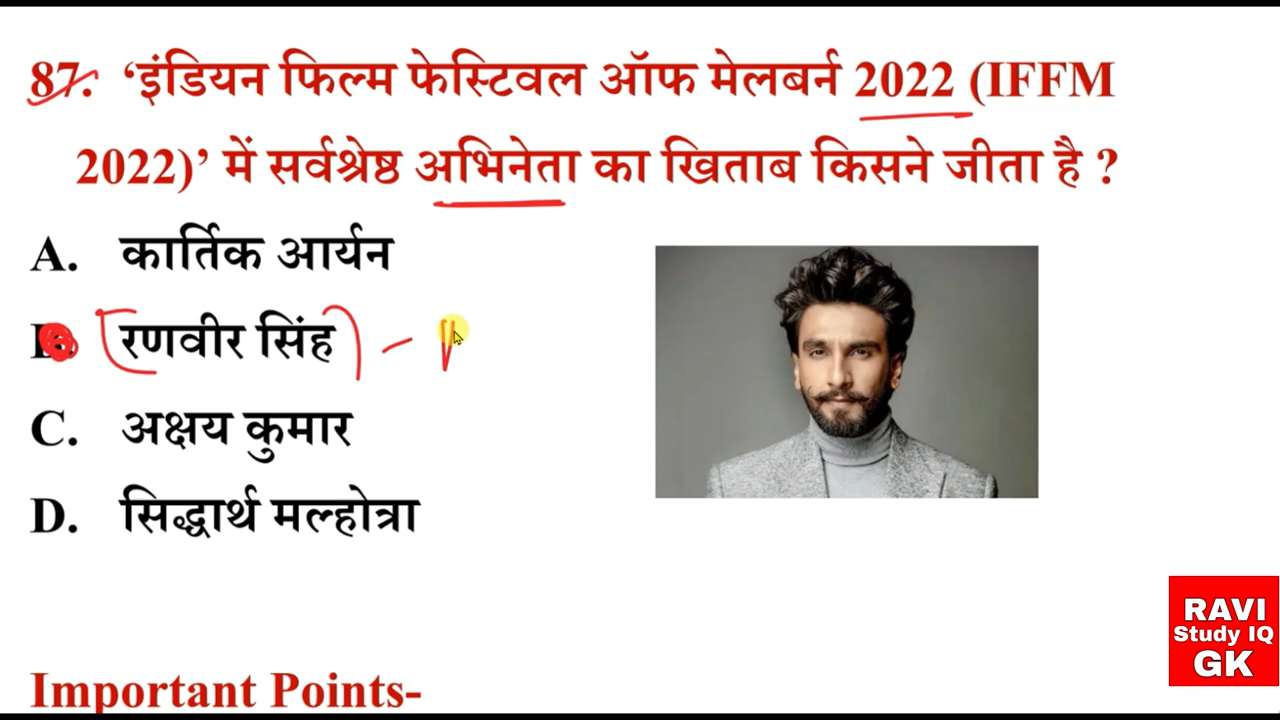 87. ‘इंडियन फिल्म फेस्टिवल ऑफ मेलबर्न 2022 (IFFM
2022)’ में सर्वश्रेष्ठ अभिनेता का खिताब किसने जीता है ?
A. कार्तिक आर्यन
रणवीर सिंह
C. अक्षय कुमार
D. सिद्धार्थ मल्होत्रा
Important Points-
RAVI
Study IQ
GK